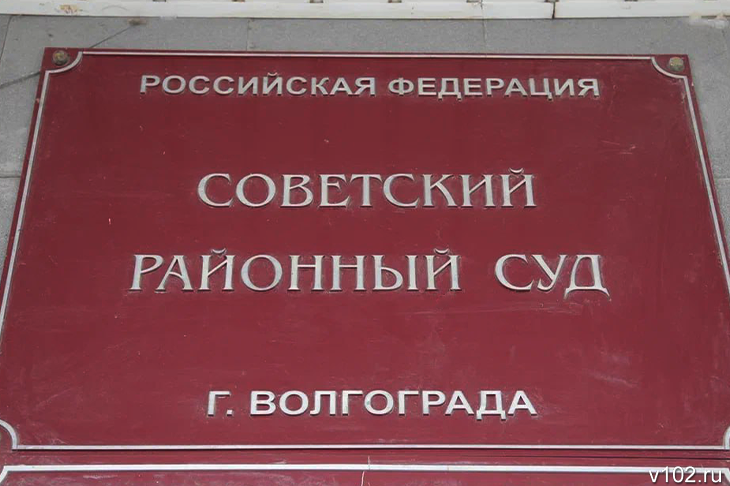 РОССИЙСКАЯ ФЕДЕРАЦИЯ
СОВЕТСКИЙ
РАЙОННЫЙ СУД
Г. ВОЛГОГРАДА
v102.ru